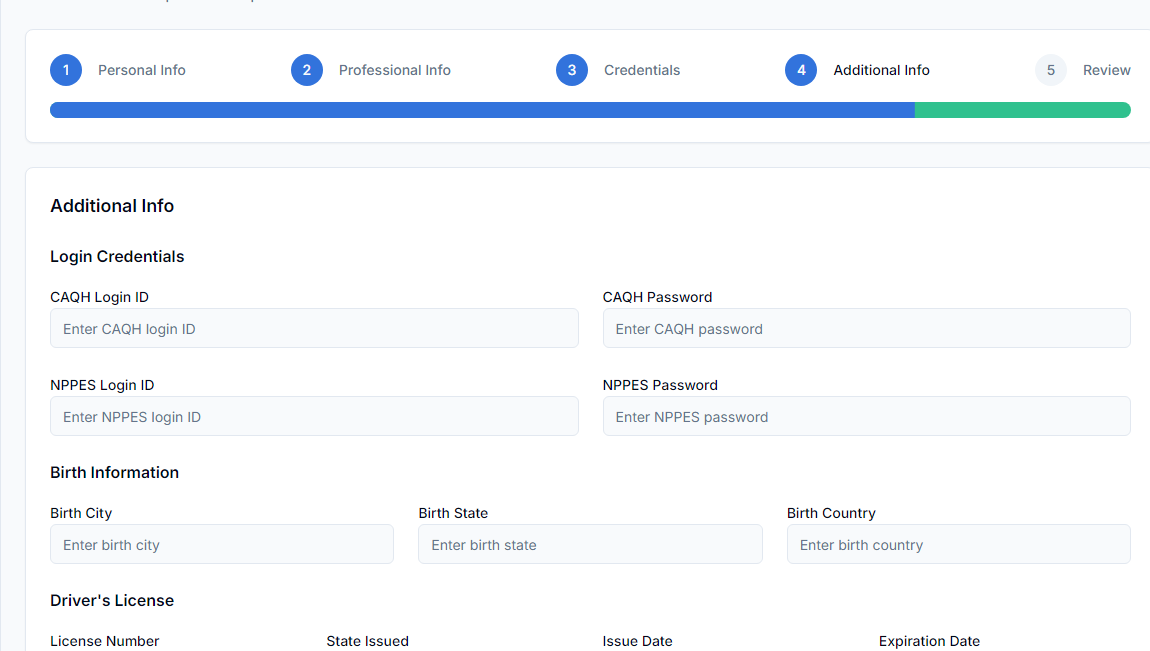 1 Personal Info 2 Professional Info 3 Credentials 4 Additional Info 5 Review
Additional Info
Login Credentials
CAQH Login ID CAQH Password
Enter CAQH login ID Enter CAQH password
NPPES Login ID NPPES Password
Enter NPPES login ID Enter NPPES password
Birth Information
Birth City Birth State Birth Country
Enter birth city Enter birth state Enter birth country
Driver's License
License Number State Issued Issue Date Expiration Date